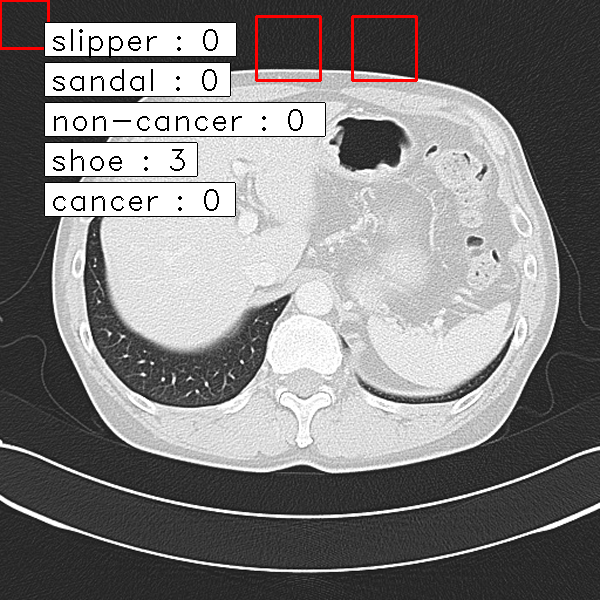 slipper : 0
sandal : 0
non-cancer : 0
shoe : 3
cancer : 0